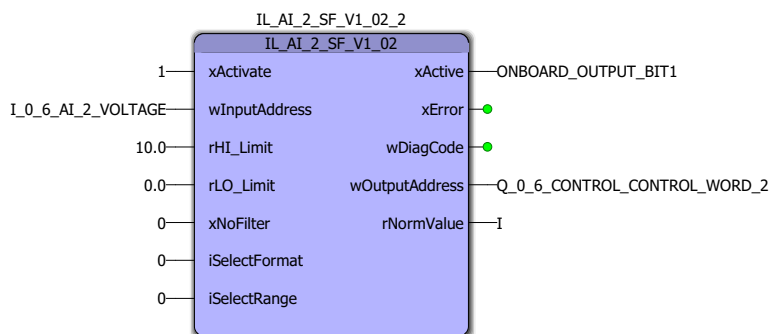 IL_AI_2_SF_V1_02_2
IL_AI_2_SF_V1_02
1 xActivate xActive ONBOARD_OUTPUT_BIT1
I_0_6_AI_2_VOLTAGE wInputAddress xError
10.0 rHI_Limit wDiagCode
0.0 rLO_Limit wOutputAddress Q_0_6_CONTROL_CONTROL_WORD_2
0 xNoFilter rNormValue I
0 iSelectFormat
0 iSelectRange